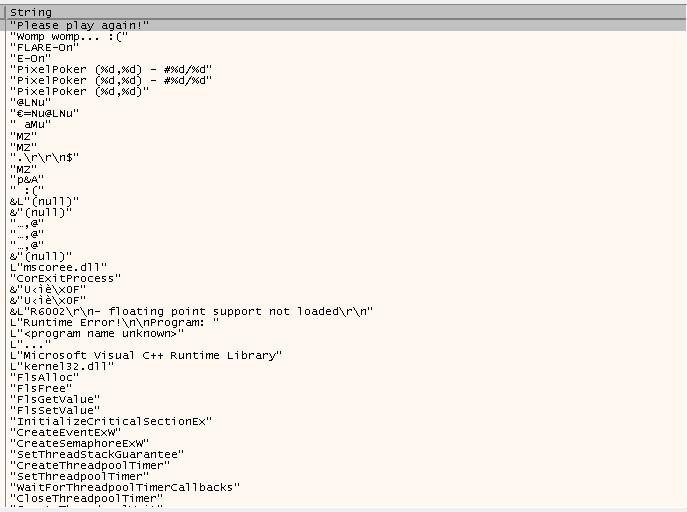 String
"Please play again!"
"Womp womp... :("
"FLARE-On"
"E-On"
"PixelPoker (%d,%d) - #%d/%d"
"PixelPoker (%d,%d) - #%d/%d"
"PixelPoker (%d,%d)"
"@LNu"
"€=Nu@LNu"
" aMu"
"MZ"
"MZ"
".\r\r\n$"
"MZ"
"p&A"
" :("
&L"(null)"
&"(null)"
"…,@"
"…,@"
"…,@"
&"(null)"
L"mscoree.dll"
"CorExitProcess"
&"U‹ìè\x0F"
&"U‹ìè\x0F"
&L"R6002\r\n- floating point support not loaded\r\n"
L"Runtime Error!\n\nProgram: "
L"<program name unknown>"
L"..."
L"Microsoft Visual C++ Runtime Library"
L"kernel32.dll"
"FlsAlloc"
"FlsFree"
"FlsGetValue"
"FlsSetValue"
"InitializeCriticalSectionEx"
"CreateEventExW"
"CreateSemaphoreExW"
"SetThreadStackGuarantee"
"CreateThreadpoolTimer"
"SetThreadpoolTimer"
"WaitForThreadpoolTimerCallbacks"
"CloseThreadpoolTimer"